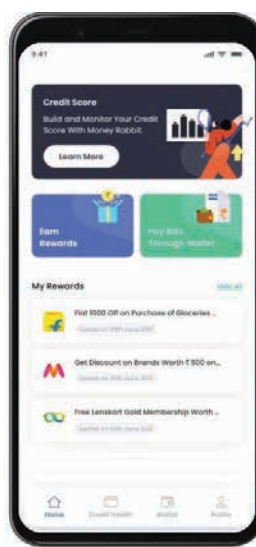 9:41
Credit Score
Build and Monitor Your Credit
Score With Money Rabbit.
Learn More
Earn
Rewards
Pay Bills
Through Wallet
My Rewards
View all
Flat 1000 Off on Purchase of Gloceries ...
Get Discount on Brands Worth ₹ 500 on...
Free Lenskart Gold Membership Worth ...
Home
Credit Health
Wallet
Profile